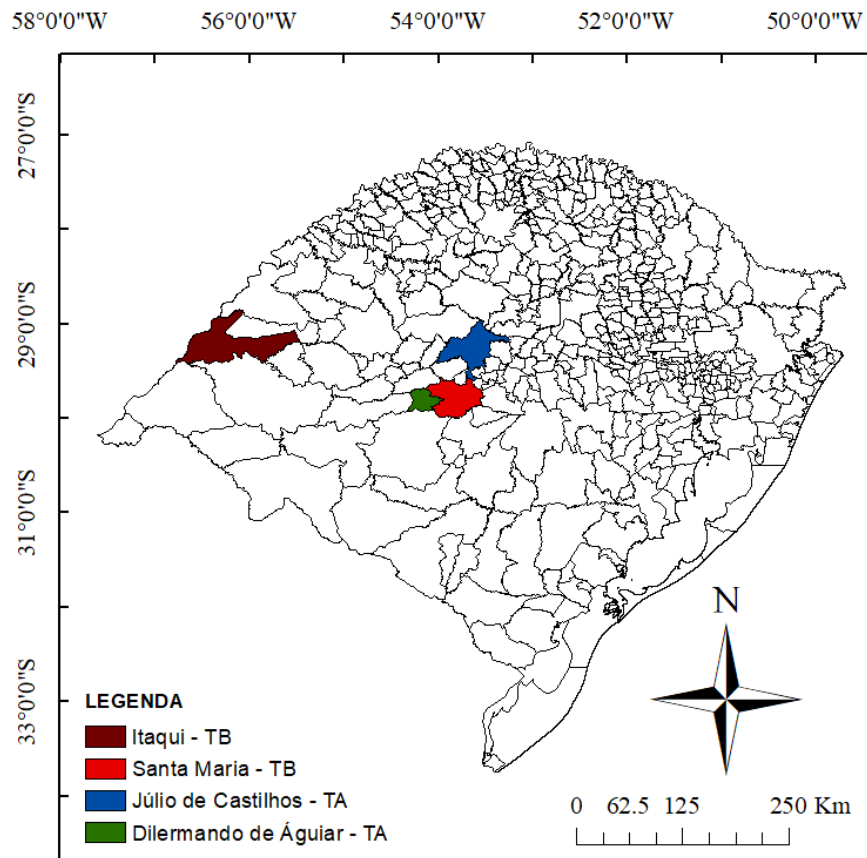 58°0'0"W 56°0'0"W 54°0'0"W 52°0'0"W 50°0'0"W
27°0'0"S
29°0'0"S
31°0'0"S
33°0'0"S
N
LEGENDA
Itaqui - TB
Santa Maria - TB
Júlio de Castilhos - TA
Dilermando de Águiar - TA
0 62.5 125 250 Km